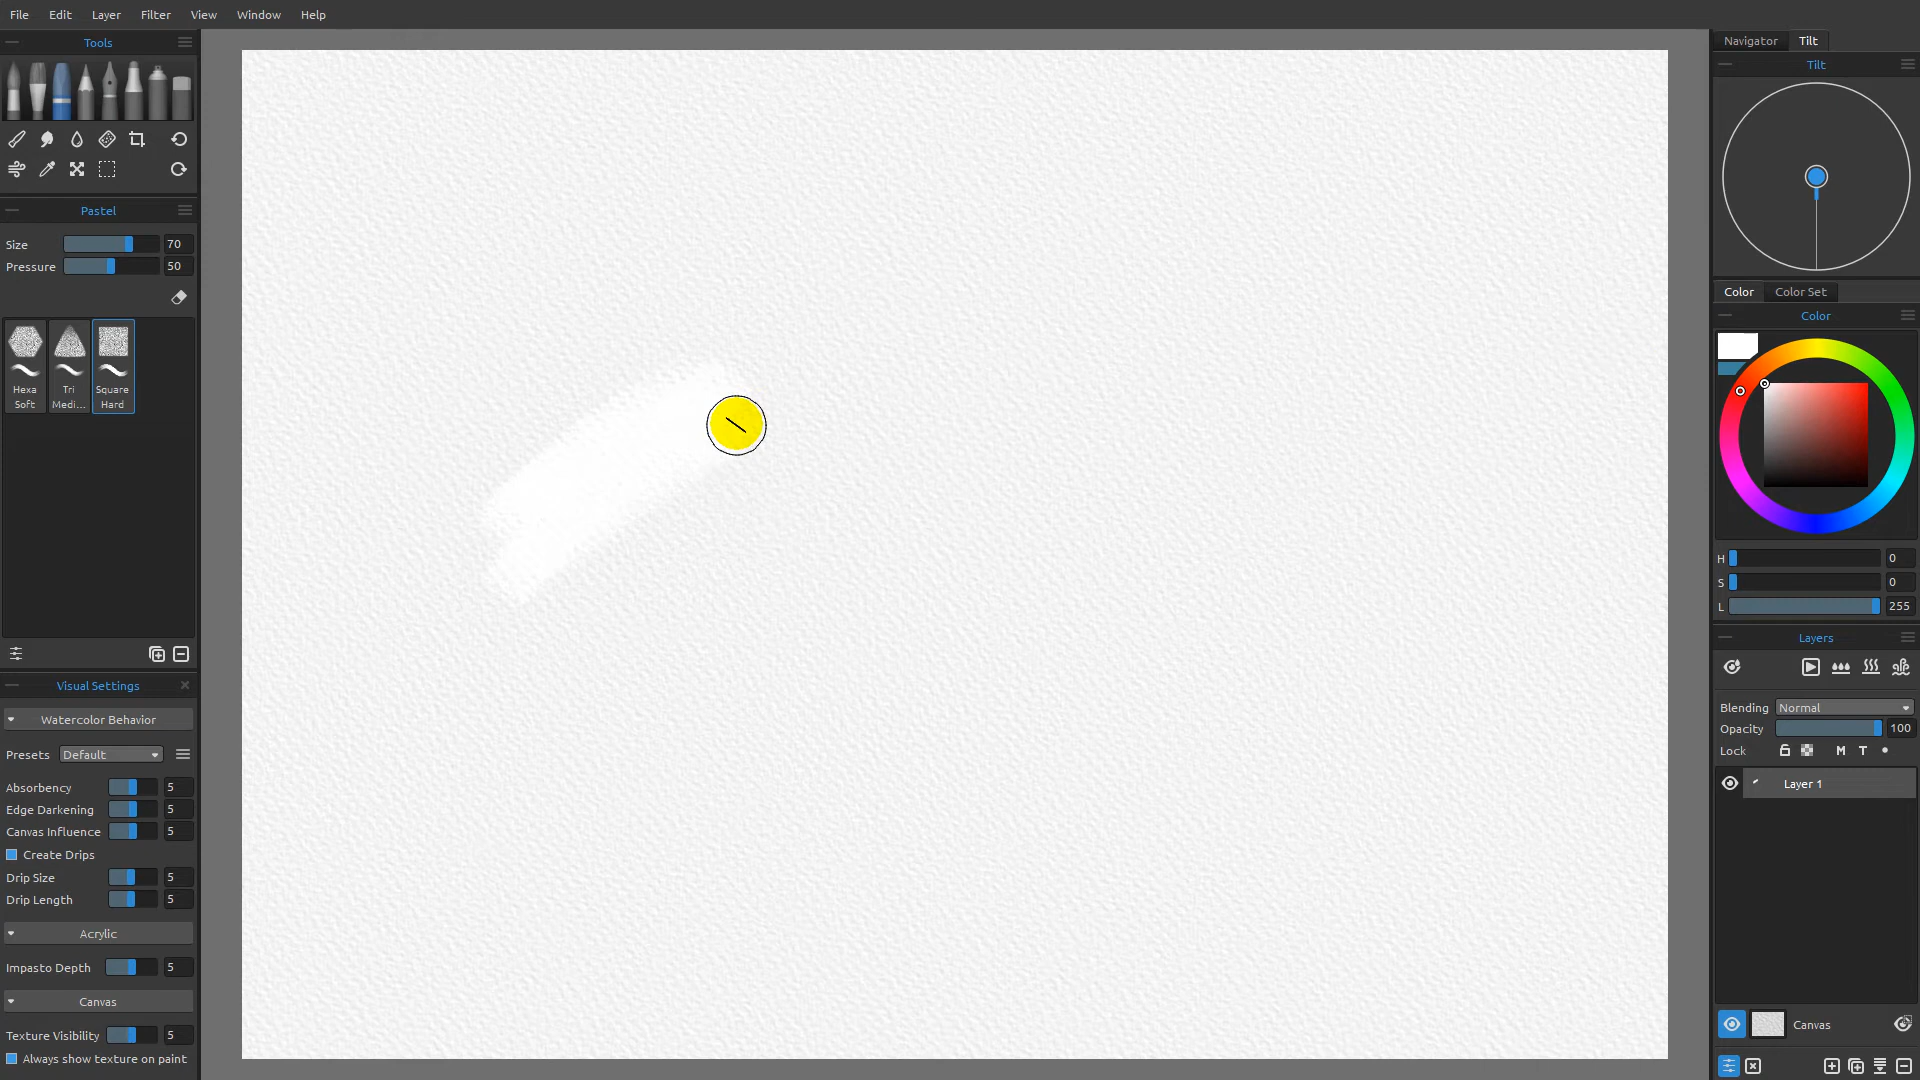 File Edit Layer Filter View Window Help
Tools
Pastel
Size 70
Pressure 50
Hexa Soft
Tri Medi...
Square Hard
Visual Settings
Watercolor Behavior
Presets Default
Absorbency 5
Edge Darkening 5
Canvas Influence 5
Create Drips
Drip Size 5
Drip Length 5
Acrylic
Impasto Depth 5
Canvas
Texture Visibility 5
Always show texture on paint
Navigator Tilt
Tilt
Color Color Set
Color
H 0
S 0
L 255
Layers
Blending Normal
Opacity 100
Lock M T
Layer 1
Canvas